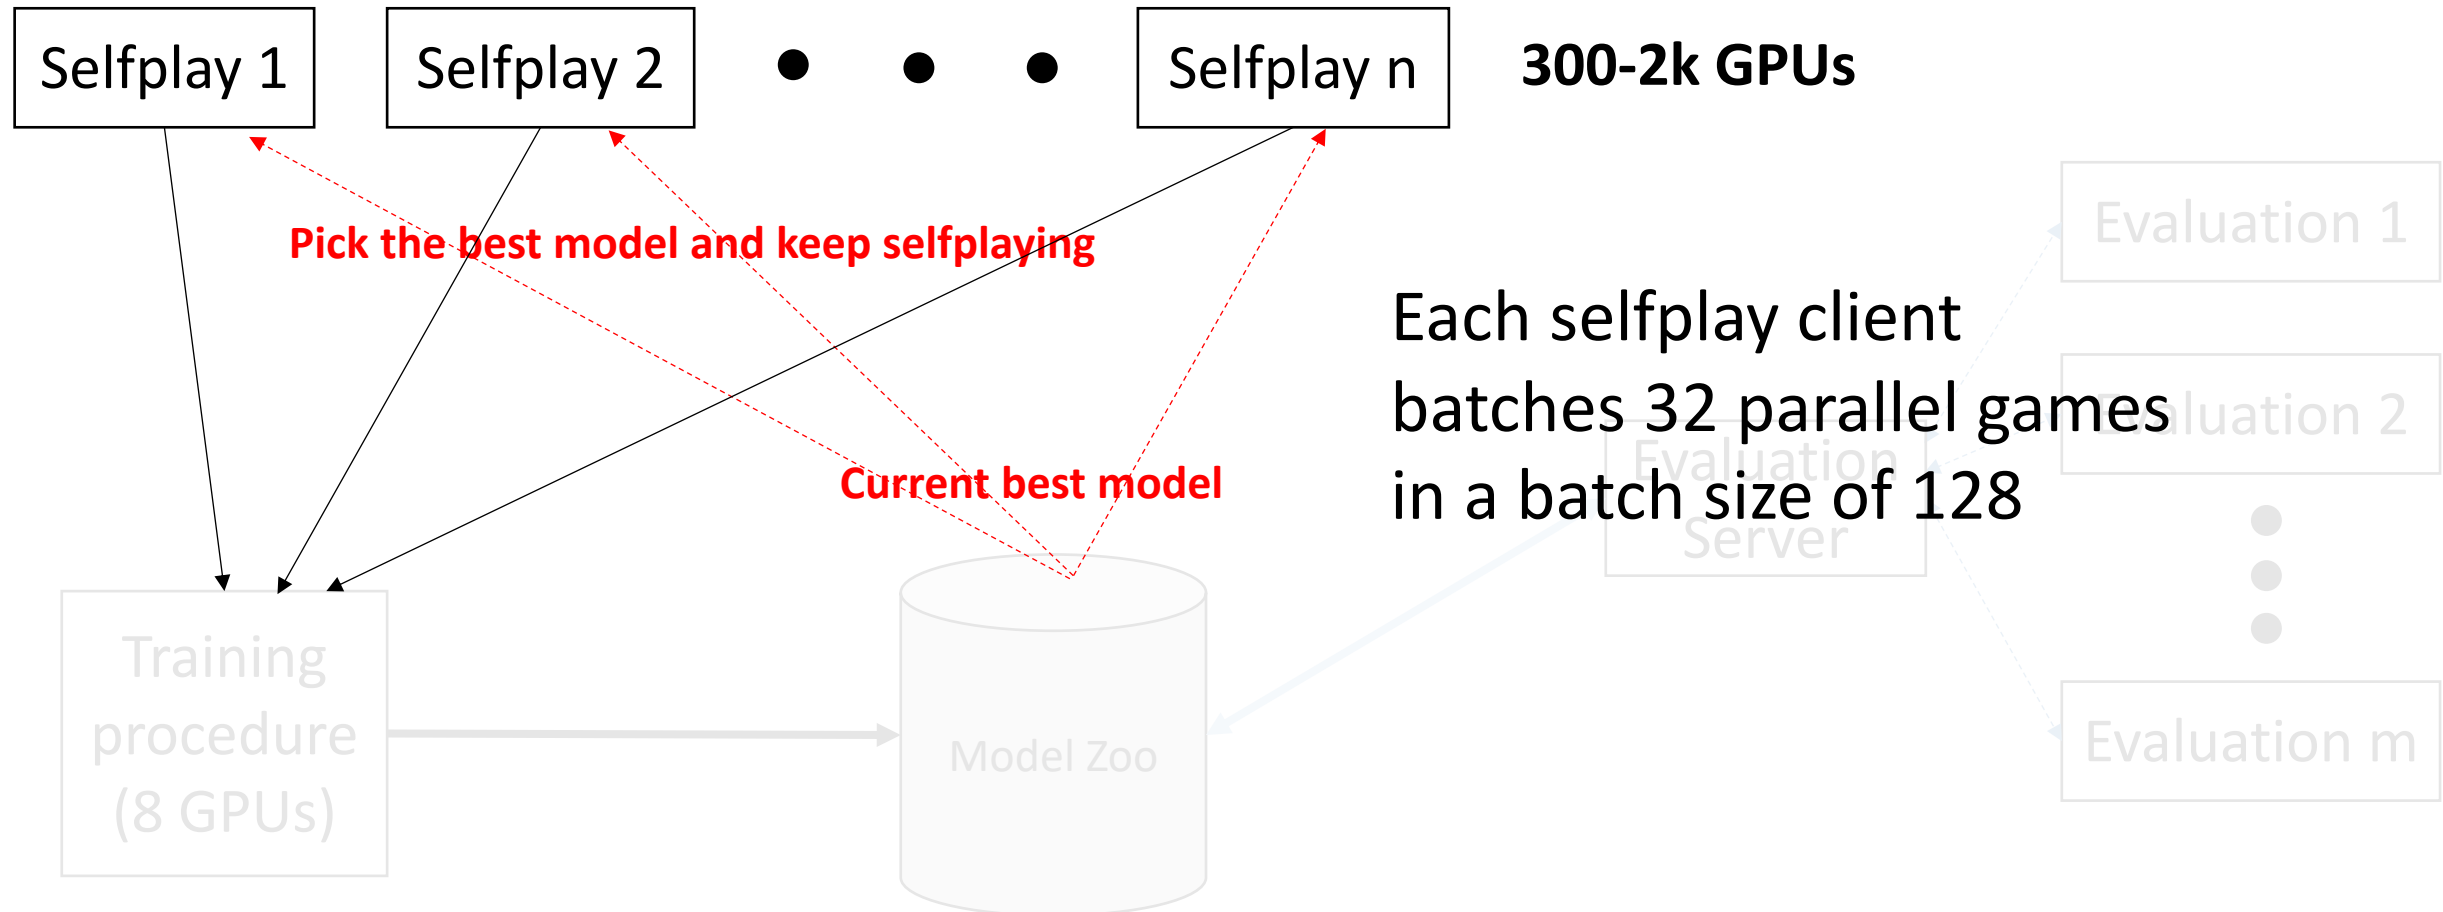 Selfplay 1
Selfplay 2
Selfplay n
300-2k GPUs
Pick the best model and keep selfplaying
Current best model
Each selfplay client
batches 32 parallel games
in a batch size of 128
Evaluation 1
Evaluation 2
Evaluation
Server
Evaluation m
Training
procedure
(8 GPUs)
Model Zoo